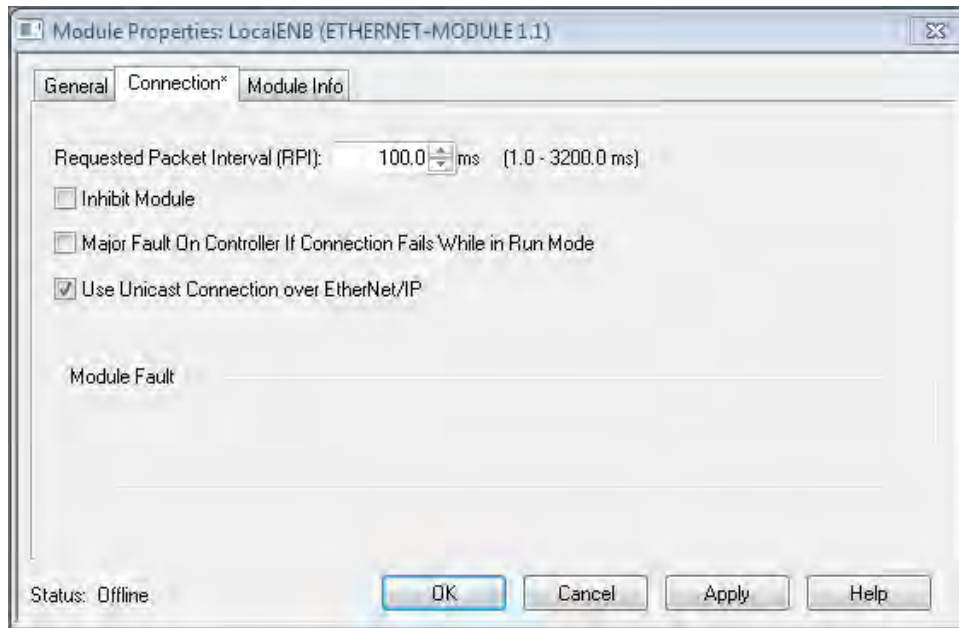 Module Properties: LocalENB (ETHERNET-MODULE 1.1)
General Connection* Module Info
Requested Packet Interval (RPI): 100.0 ms (1.0 - 3200.0 ms)
Inhibit Module
Major Fault On Controller If Connection Fails While in Run Mode
Use Unicast Connection over EtherNet/IP
Module Fault
Status: Offline OK Cancel Apply Help